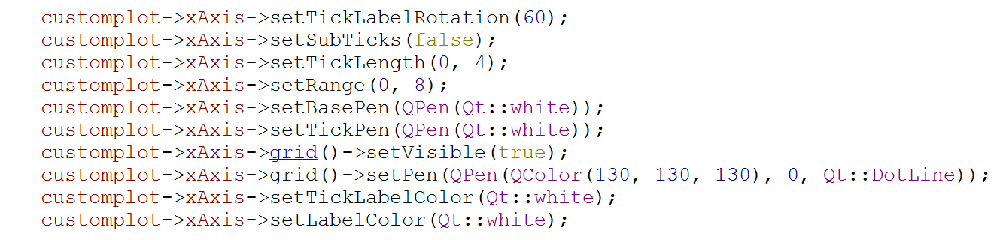 customplot->xAxis->setTickLabelRotation(60);
customplot->xAxis->setSubTicks(false);
customplot->xAxis->setTickLength(0, 4);
customplot->xAxis->setRange(0, 8);
customplot->xAxis->setBasePen(QPen(Qt::white));
customplot->xAxis->setTickPen(QPen(Qt::white));
customplot->xAxis->grid()->setVisible(true);
customplot->xAxis->grid()->setPen(QPen(QColor(130, 130, 130), 0, Qt::DotLine));
customplot->xAxis->setTickLabelColor(Qt::white);
customplot->xAxis->setLabelColor(Qt::white);